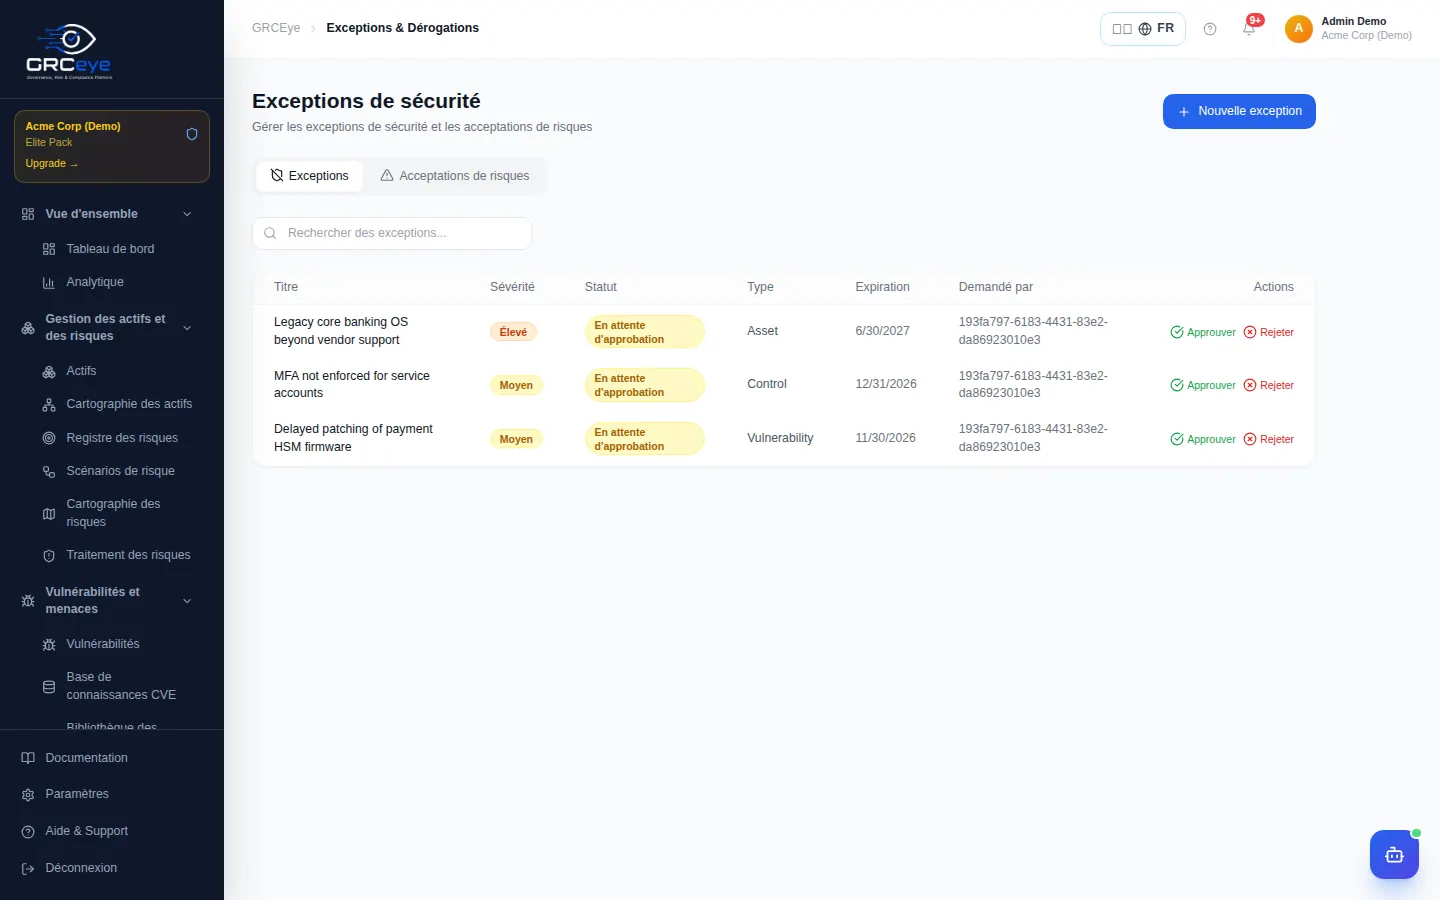 GRCeye
Governance, Risk & Compliance Platform
Acme Corp (Demo)
Elite Pack
Upgrade →
Vue d'ensemble
Tableau de bord
Analytique
Gestion des actifs et
des risques
Actifs
Cartographie des actifs
Registre des risques
Scénarios de risque
Cartographie des
risques
Traitement des risques
Vulnérabilités et
menaces
Vulnérabilités
Base de
connaissances CVE
Bibliothèque des
Documentation
Paramètres
Aide & Support
Déconnexion
GRCEye > Exceptions & Dérogations
FR
9+
A
Admin Demo
Acme Corp (Demo)
Exceptions de sécurité
Gérer les exceptions de sécurité et les acceptations de risques
+ Nouvelle exception
Exceptions
Acceptations de risques
Rechercher des exceptions...
Titre Sévérité Statut Type Expiration Demandé par Actions
Legacy core banking OS
beyond vendor support
Élevé
En attente
d'approbation
Asset
6/30/2027
193fa797-6183-4431-83e2-
da86923010e3
Approuver Rejeter
MFA not enforced for service
accounts
Moyen
En attente
d'approbation
Control
12/31/2026
193fa797-6183-4431-83e2-
da86923010e3
Approuver Rejeter
Delayed patching of payment
HSM firmware
Moyen
En attente
d'approbation
Vulnerability
11/30/2026
193fa797-6183-4431-83e2-
da86923010e3
Approuver Rejeter